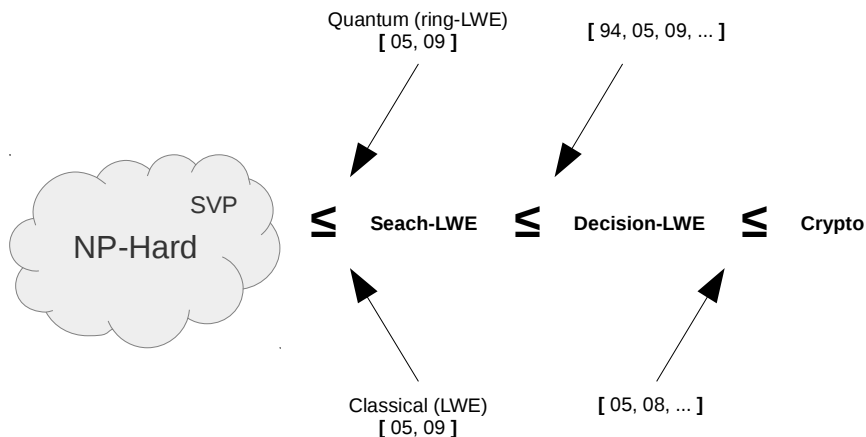 Quantum (ring-LWE)
[ 05, 09 ]
[ 94, 05, 09, ... ]
SVP
NP-Hard
≤ Seach-LWE ≤ Decision-LWE ≤ Crypto
Classical (LWE)
[ 05, 09 ]
[ 05, 08, ... ]